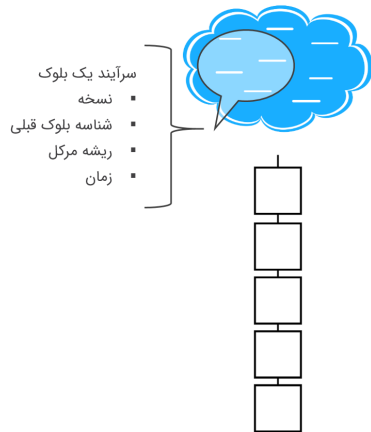 سرآیند یک بلوک
▪ نسخه
▪ شناسه بلوک قبلی
▪ ریشه مرکل
▪ زمان